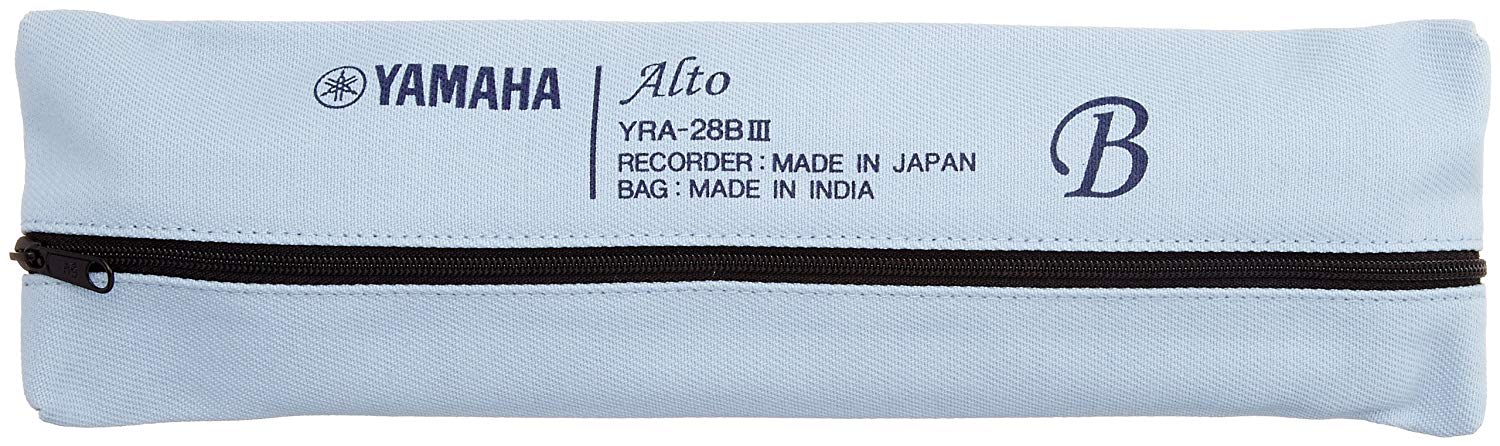 YAMAHA
Alto
YRA-28BⅢ
RECORDER : MADE IN JAPAN
BAG : MADE IN INDIA
B